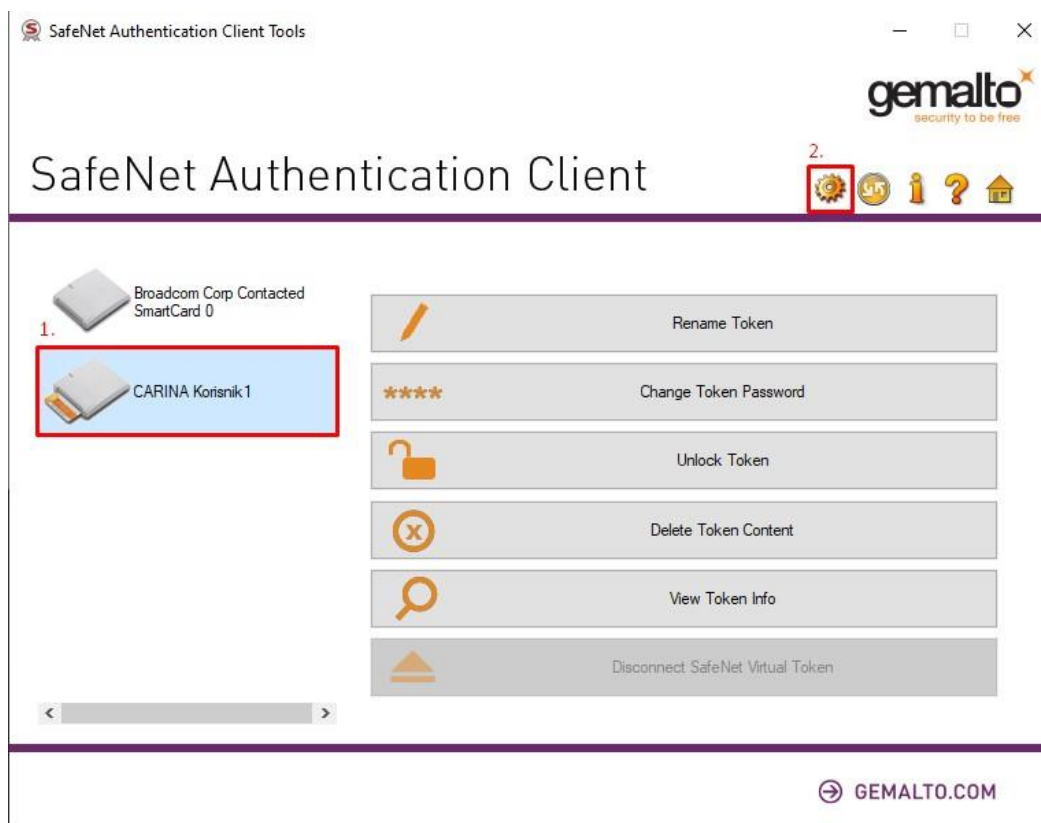 SafeNet Authentication Client Tools
gemalto
security to be free
SafeNet Authentication Client
2.
Broadcom Corp Contacted
SmartCard 0
1.
CARINA Korisnik1
Rename Token
**** Change Token Password
Unlock Token
Delete Token Content
View Token Info
Disconnect SafeNet Virtual Token
GEMALTO.COM